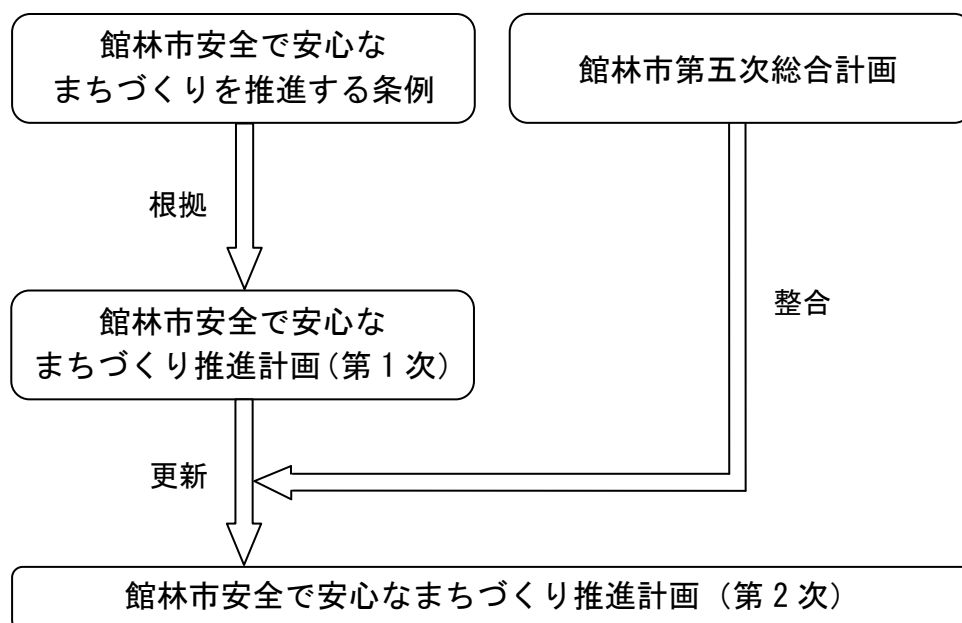 館林市安全で安心な
まちづくりを推進する条例
館林市第五次総合計画
根拠
館林市安全で安心な
まちづくり推進計画（第１次）
整合
更新
館林市安全で安心なまちづくり推進計画（第２次）